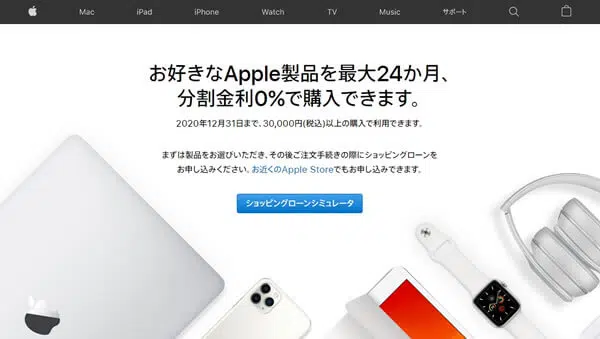 Mac iPad iPhone Watch TV Music サポート
お好きなApple製品を最大24か月、
分割金利0%で購入できます。
2020年12月31日まで、30,000円(税込)以上の購入で利用できます。
まずは製品をお選びいただき、その後ご注文手続きの際にショッピングローンを
お申し込みください。お近くのApple Storeでもお申し込みできます。
ショッピングローンシミュレータ